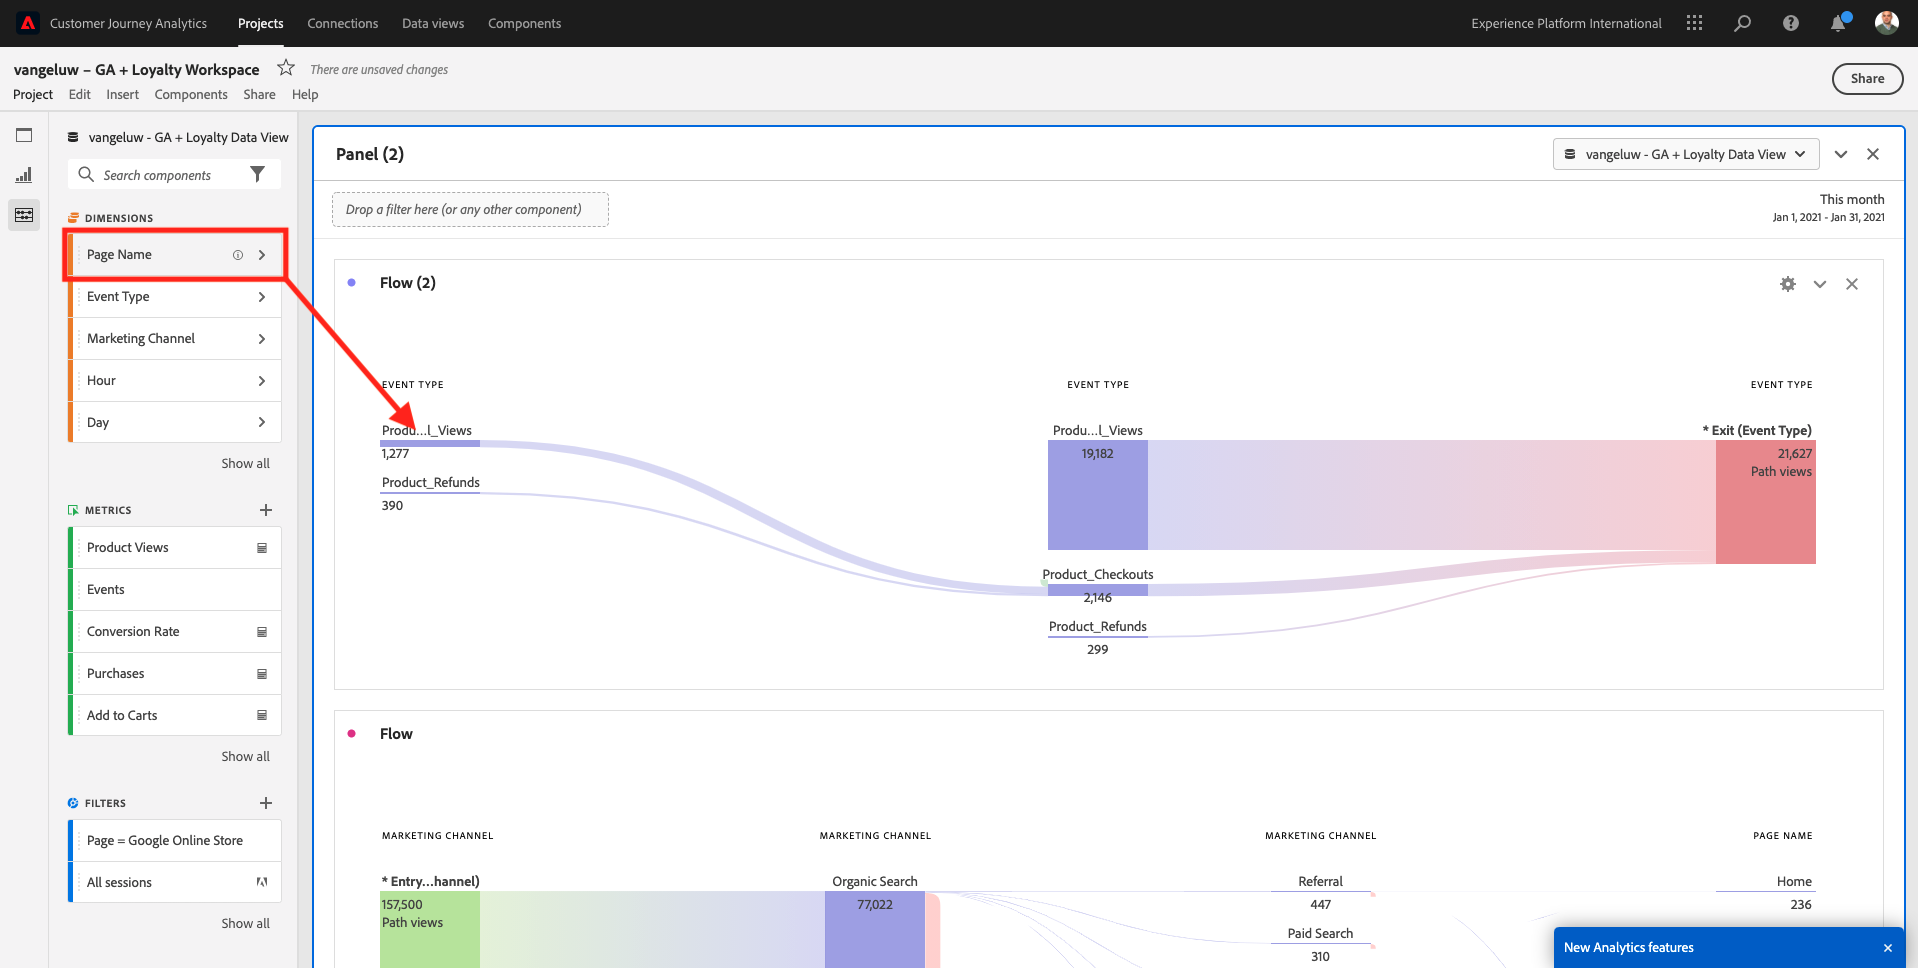 Customer Journey Analytics
Projects
Connections
Data views
Components
Experience Platform International
vangeluw – GA + Loyalty Workspace
There are unsaved changes
Project
Edit
Insert
Components
Share
Help
Share
vangeluw - GA + Loyalty Data View
Search components
DIMENSIONS
Page Name
Event Type
Marketing Channel
Hour
Day
Show all
METRICS
Product Views
Events
Conversion Rate
Purchases
Add to Carts
Show all
FILTERS
Page = Google Online Store
All sessions
Show all
Panel (2)
vangeluw - GA + Loyalty Data View
Drop a filter here (or any other component)
This month
Jan 1, 2021 - Jan 31, 2021
Flow (2)
EVENT TYPE
EVENT TYPE
EVENT TYPE
Produ...l_Views
1,277
Product_Refunds
390
Produ...l_Views
19,182
Product_Checkouts
2,146
Product_Refunds
299
* Exit (Event Type)
21,627
Path views
Flow
MARKETING CHANNEL
MARKETING CHANNEL
MARKETING CHANNEL
PAGE NAME
* Entry...hannel)
157,500
Path views
Organic Search
77,022
Referral
447
Paid Search
310
Home
236
New Analytics features